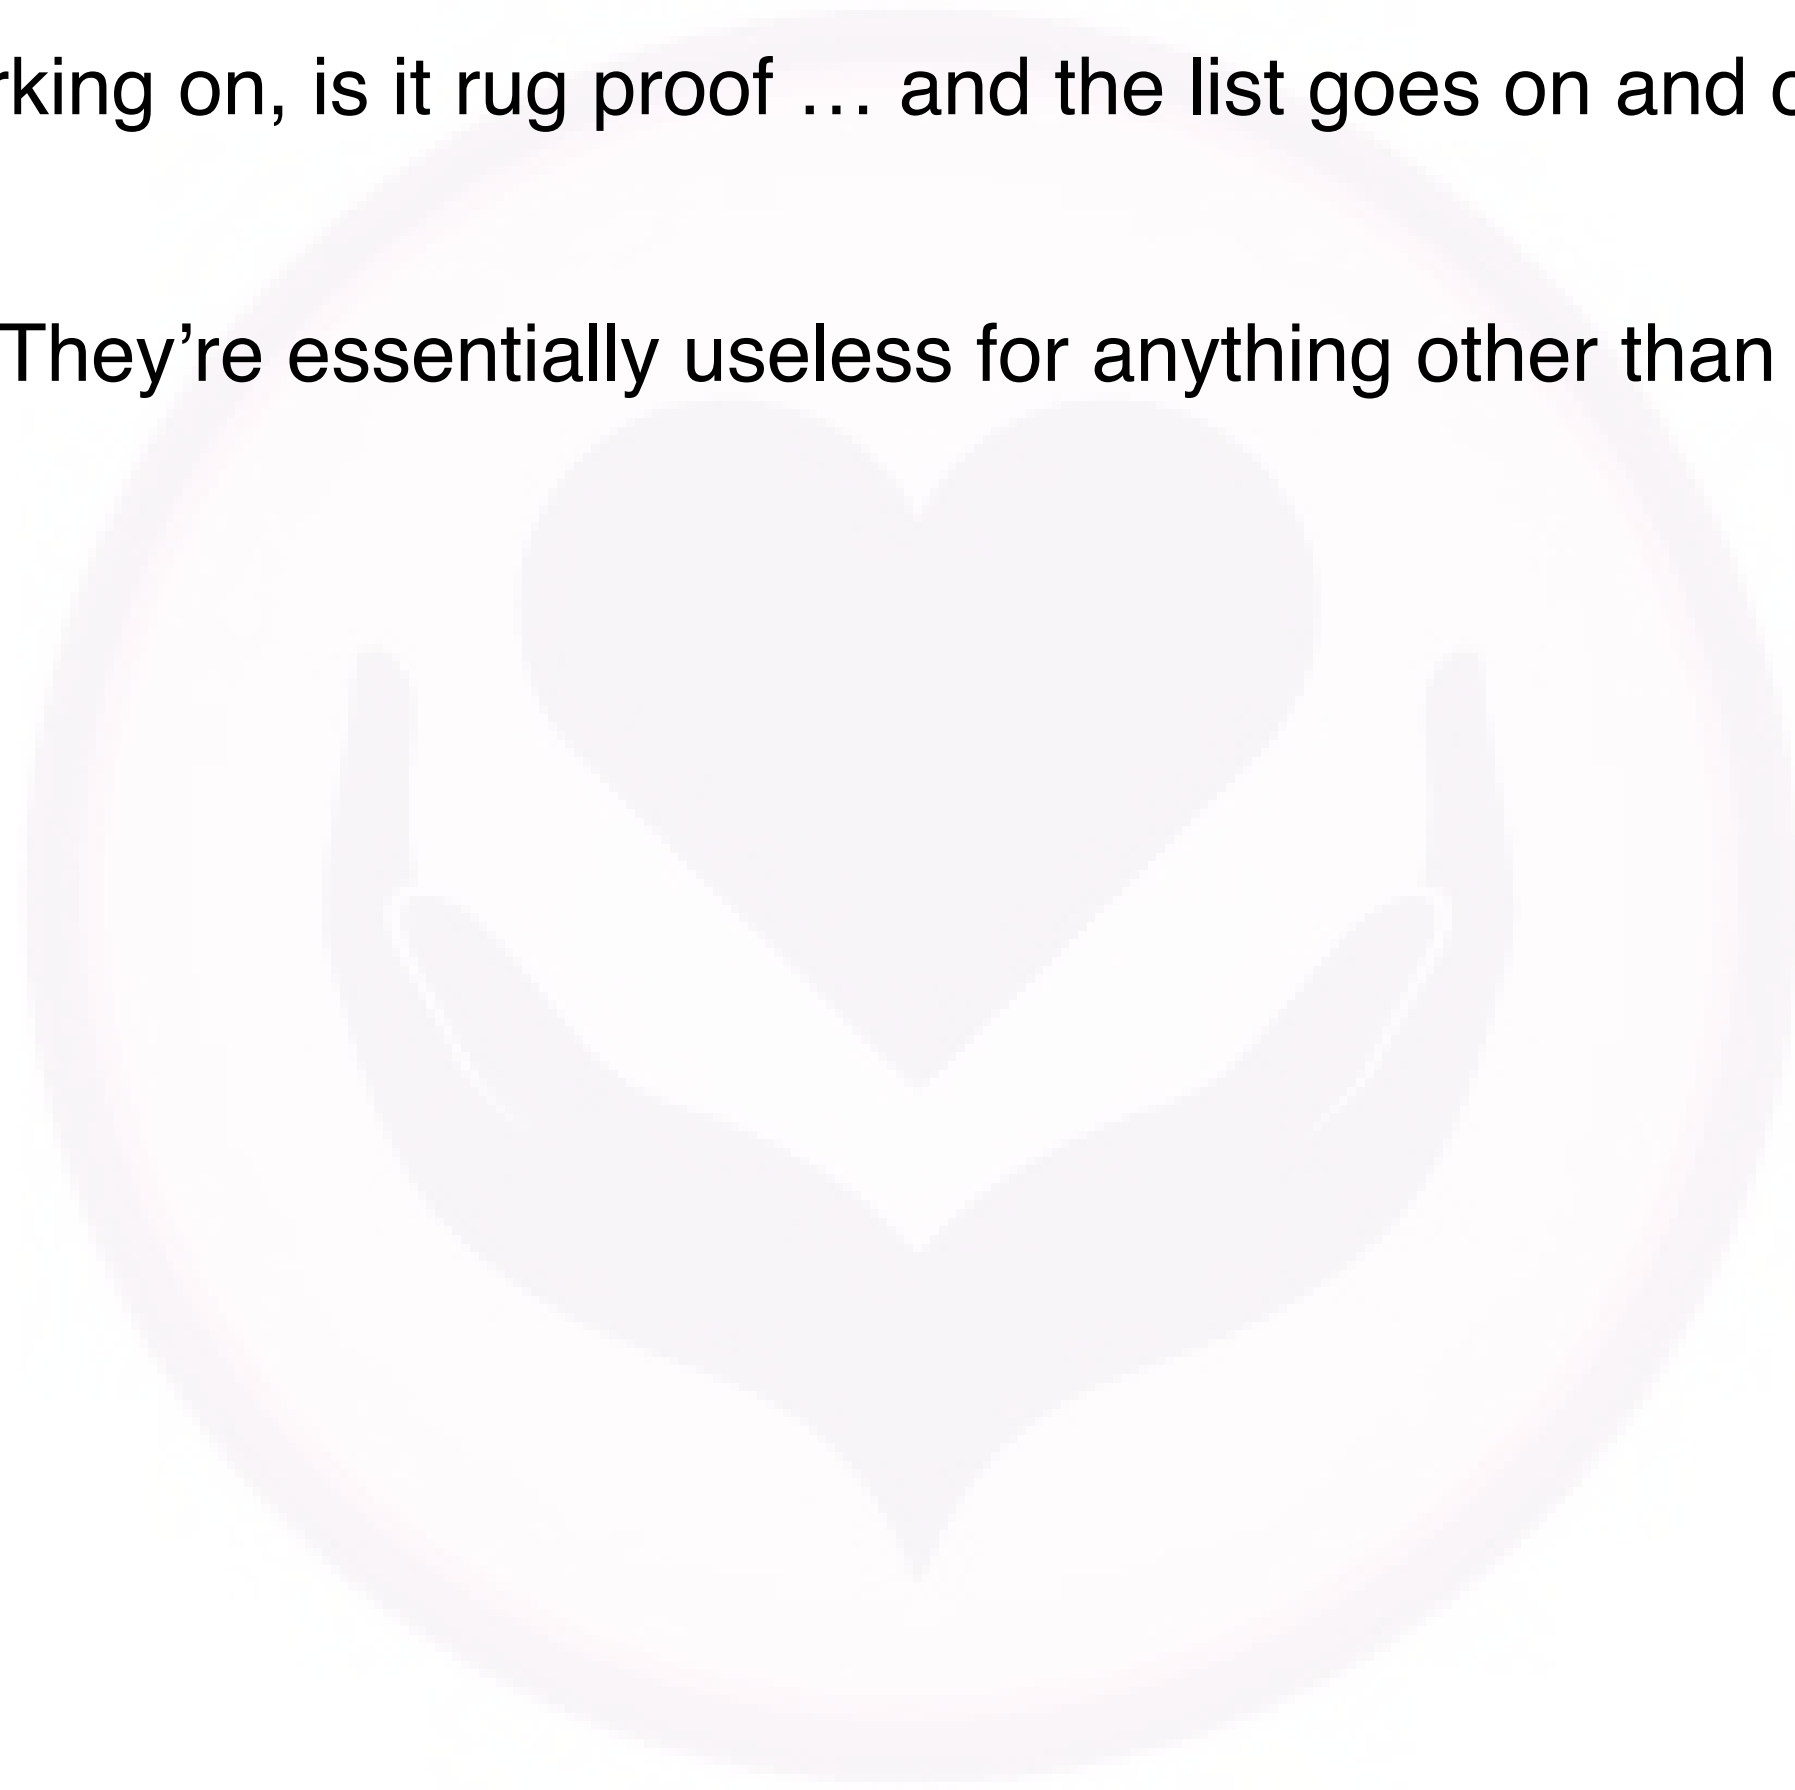 rking on, is it rug proof … and the list goes on and
They’re essentially useless for anything other than